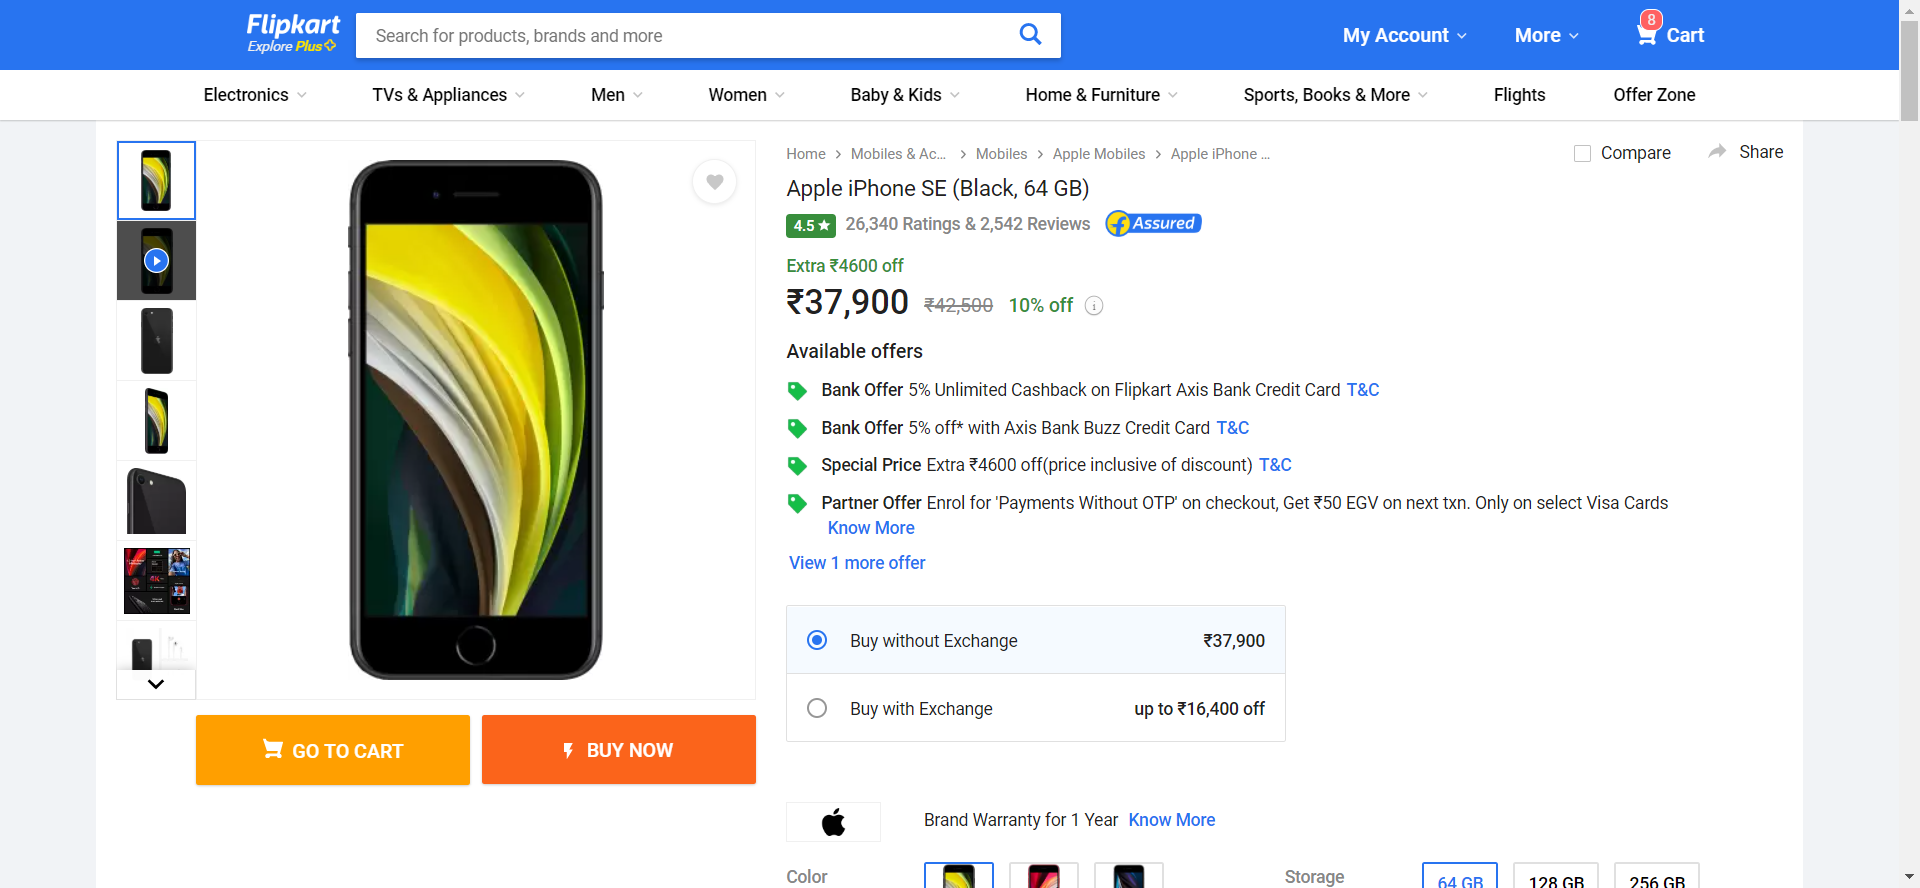 Flipkart
Explore Plus
Search for products, brands and more
My Account
More
8
Cart
Electronics
TVs & Appliances
Men
Women
Baby & Kids
Home & Furniture
Sports, Books & More
Flights
Offer Zone
Home
Mobiles & Ac...
Mobiles
Apple Mobiles
Apple iPhone ...
Compare
Share
Apple iPhone SE (Black, 64 GB)
4.5 ★ 26,340 Ratings & 2,542 Reviews
Assured
Extra ₹4600 off
₹37,900 ₹42,500 10% off i
Available offers
Bank Offer 5% Unlimited Cashback on Flipkart Axis Bank Credit Card T&C
Bank Offer 5% off* with Axis Bank Buzz Credit Card T&C
Special Price Extra ₹4600 off(price inclusive of discount) T&C
Partner Offer Enrol for 'Payments Without OTP' on checkout, Get ₹50 EGV on next txn. Only on select Visa Cards
Know More
View 1 more offer
Buy without Exchange ₹37,900
Buy with Exchange up to ₹16,400 off
GO TO CART
BUY NOW
Brand Warranty for 1 Year Know More
Color
Storage
64 GB
128 GB
256 GB